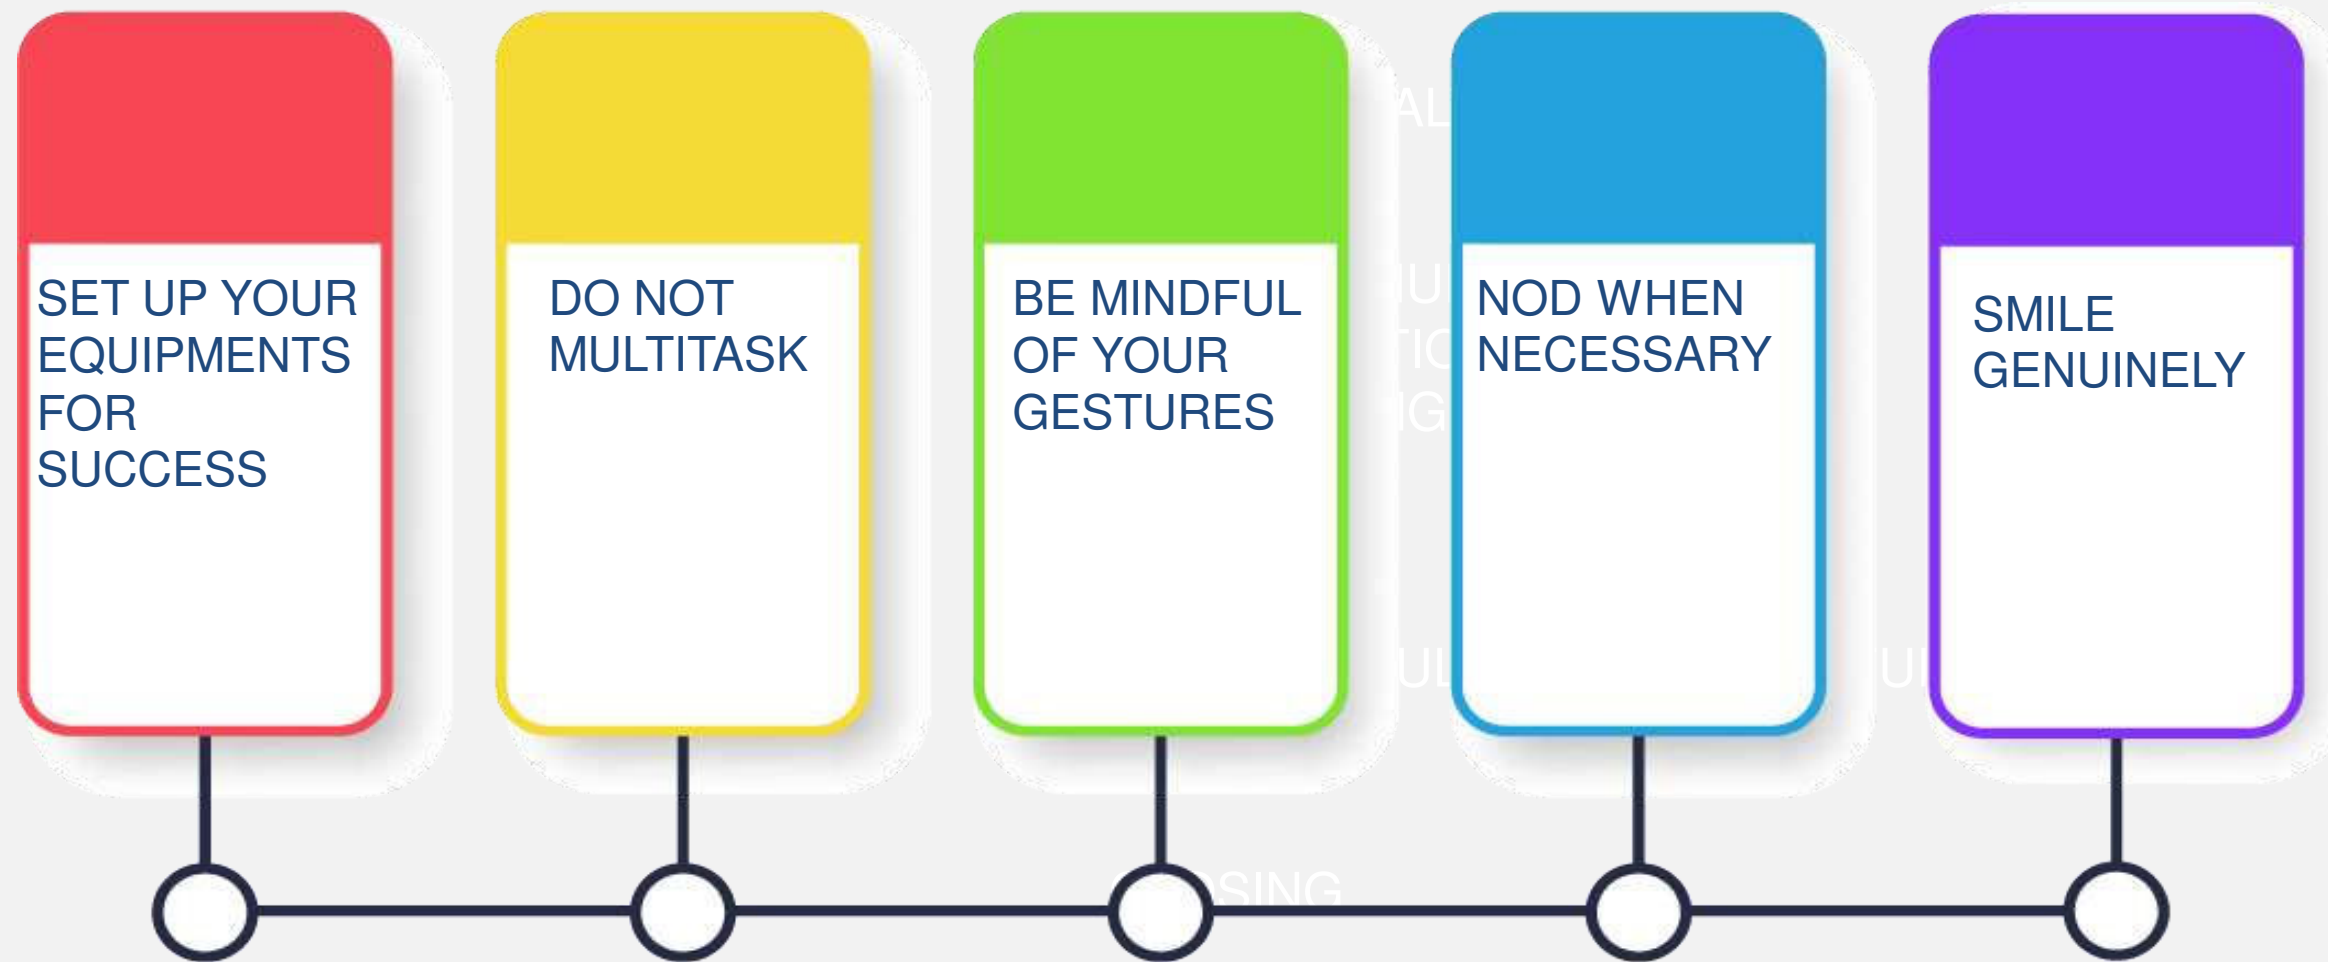 SET UP YOUR
EQUIPMENTS
FOR
SUCCESS
DO NOT
MULTITASK
BE MINDFUL
OF YOUR
GESTURES
NOD WHEN
NECESSARY
SMILE
GENUINELY